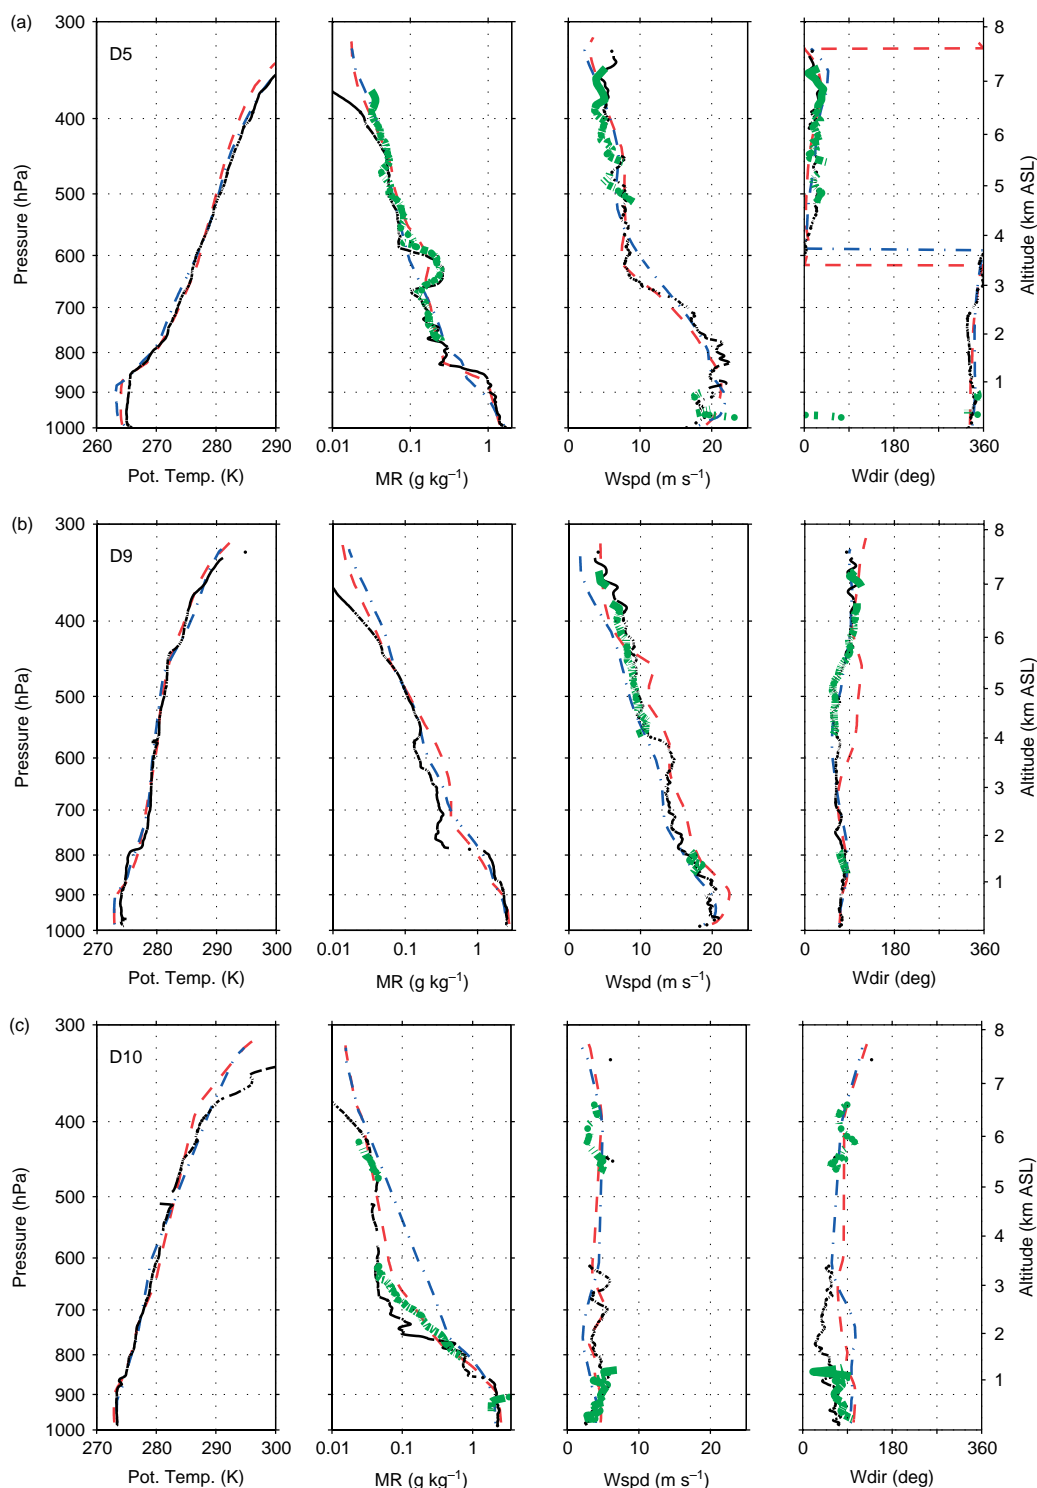 (a)
D5
300
400
500
600
700
800
900
1000
Pressure (hPa)
260 270 280 290
Pot. Temp. (K)
0.01 0.1 1
MR (g kg⁻¹)
0 10 20
Wspd (m s⁻¹)
0 180 360
Wdir (deg)
8
7
6
5
4
3
2
1
Altitude (km ASL)
(b)
D9
300
400
500
600
700
800
900
1000
Pressure (hPa)
270 280 290 300
Pot. Temp. (K)
0.01 0.1 1
MR (g kg⁻¹)
0 10 20
Wspd (m s⁻¹)
0 180 360
Wdir (deg)
8
7
6
5
4
3
2
1
Altitude (km ASL)
(c)
D10
300
400
500
600
700
800
900
1000
Pressure (hPa)
270 280 290 300
Pot. Temp. (K)
0.01 0.1 1
MR (g kg⁻¹)
0 10 20
Wspd (m s⁻¹)
0 180 360
Wdir (deg)
8
7
6
5
4
3
2
1
Altitude (km ASL)